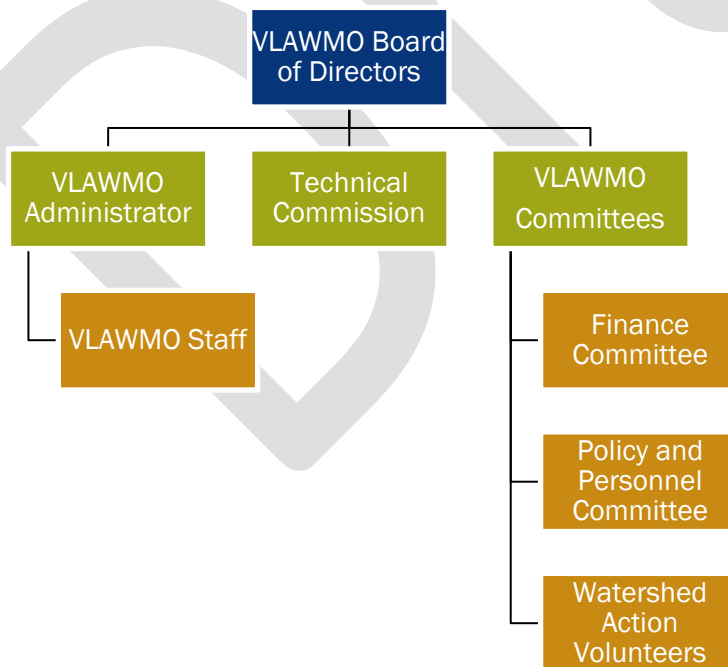 VLAWMO Board
of Directors
VLAWMO
Administrator
Technical
Commission
VLAWMO
Committees
VLAWMO Staff
Finance
Committee
Policy and
Personnel
Committee
Watershed
Action
Volunteers